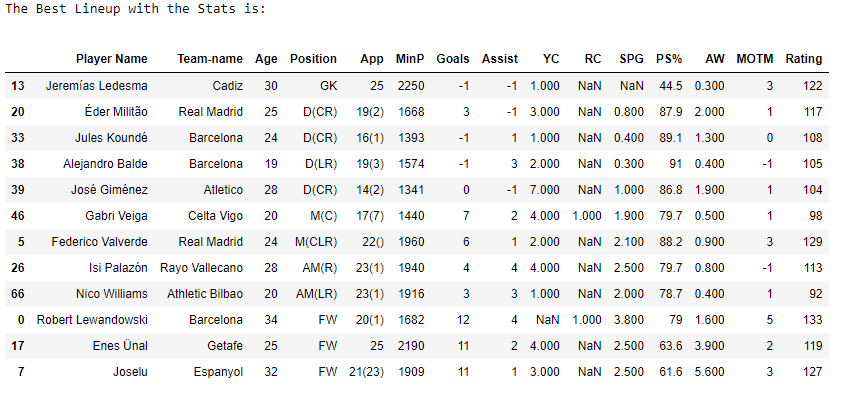 The Best Lineup with the Stats is:
Player Name Team-name Age Position App MinP Goals Assist YC RC SPG PS% AW MOTM Rating
13 Jeremías Ledesma Cadiz 30 GK 25 2250 -1 -1 1.000 NaN NaN 44.5 0.300 3 122
20 Éder Militão Real Madrid 25 D(CR) 19(2) 1668 3 -1 3.000 NaN 0.800 87.9 2.000 1 117
33 Jules Koundé Barcelona 24 D(CR) 16(1) 1393 -1 1 1.000 NaN 0.400 89.1 1.300 0 108
38 Alejandro Balde Barcelona 19 D(LR) 19(3) 1574 -1 3 2.000 NaN 0.300 91 0.400 -1 105
39 José Giménez Atletico 28 D(CR) 14(2) 1341 0 -1 7.000 NaN 1.000 86.8 1.900 1 104
46 Gabri Veiga Celta Vigo 20 M(C) 17(7) 1440 7 2 4.000 1.000 1.900 79.7 0.500 1 98
5 Federico Valverde Real Madrid 24 M(CLR) 22() 1960 6 1 2.000 NaN 2.100 88.2 0.900 3 129
26 Isi Palazón Rayo Vallecano 28 AM(R) 23(1) 1940 4 4 4.000 NaN 2.500 79.7 0.800 -1 113
66 Nico Williams Athletic Bilbao 20 AM(LR) 23(1) 1916 3 3 1.000 NaN 2.000 78.7 0.400 1 92
0 Robert Lewandowski Barcelona 34 FW 20(1) 1682 12 4 NaN 1.000 3.800 79 1.600 5 133
17 Enes Ünal Getafe 25 FW 25 2190 11 2 4.000 NaN 2.500 63.6 3.900 2 119
7 Joselu Espanyol 32 FW 21(23) 1909 11 1 3.000 NaN 2.500 61.6 5.600 3 127